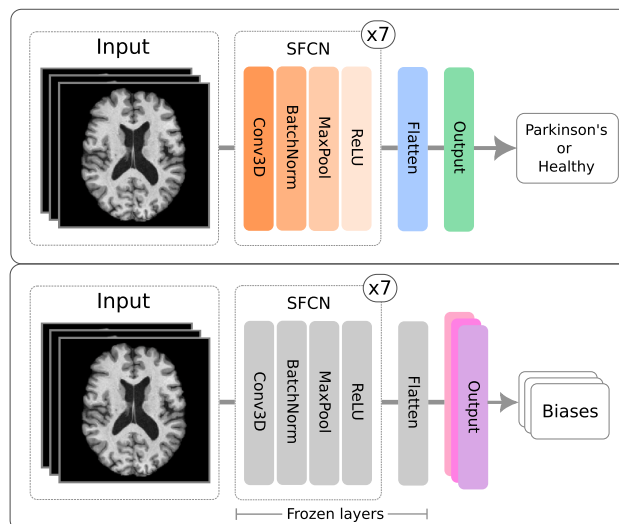 Input
SFCN
x7
Conv3D
BatchNorm
MaxPool
ReLU
Flatten
Output
Parkinson's
or
Healthy
Input
SFCN
x7
Conv3D
BatchNorm
MaxPool
ReLU
Flatten
Output
Biases
Frozen layers